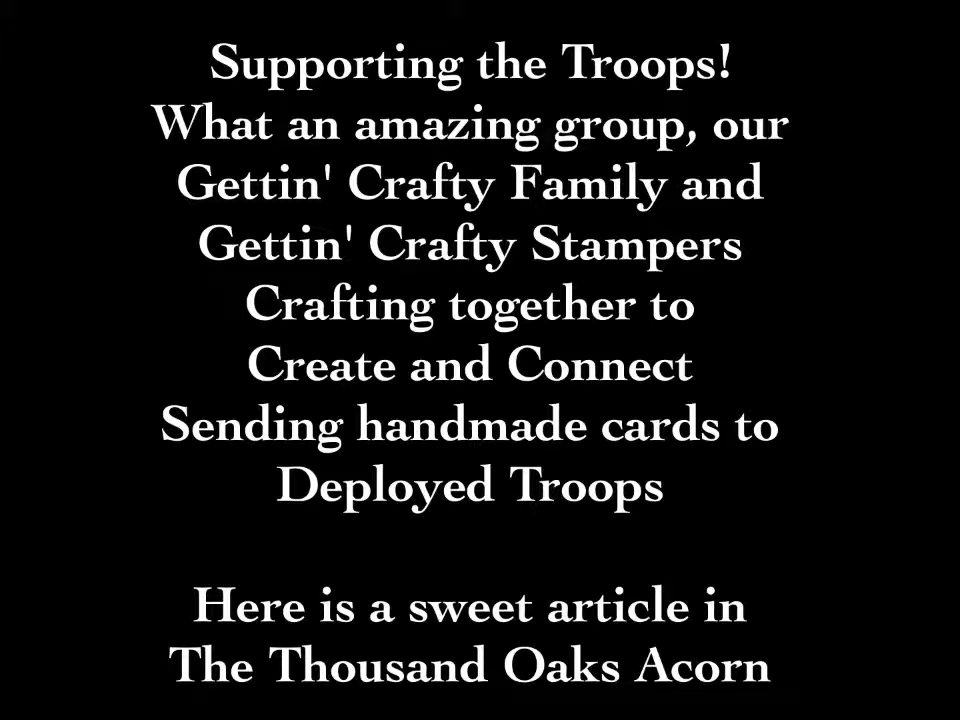 Supporting the Troops!
What an amazing group, our
Gettin' Crafty Family and
Gettin' Crafty Stampers
Crafting together to
Create and Connect
Sending handmade cards to
Deployed Troops
Here is a sweet article in
The Thousand Oaks Acorn